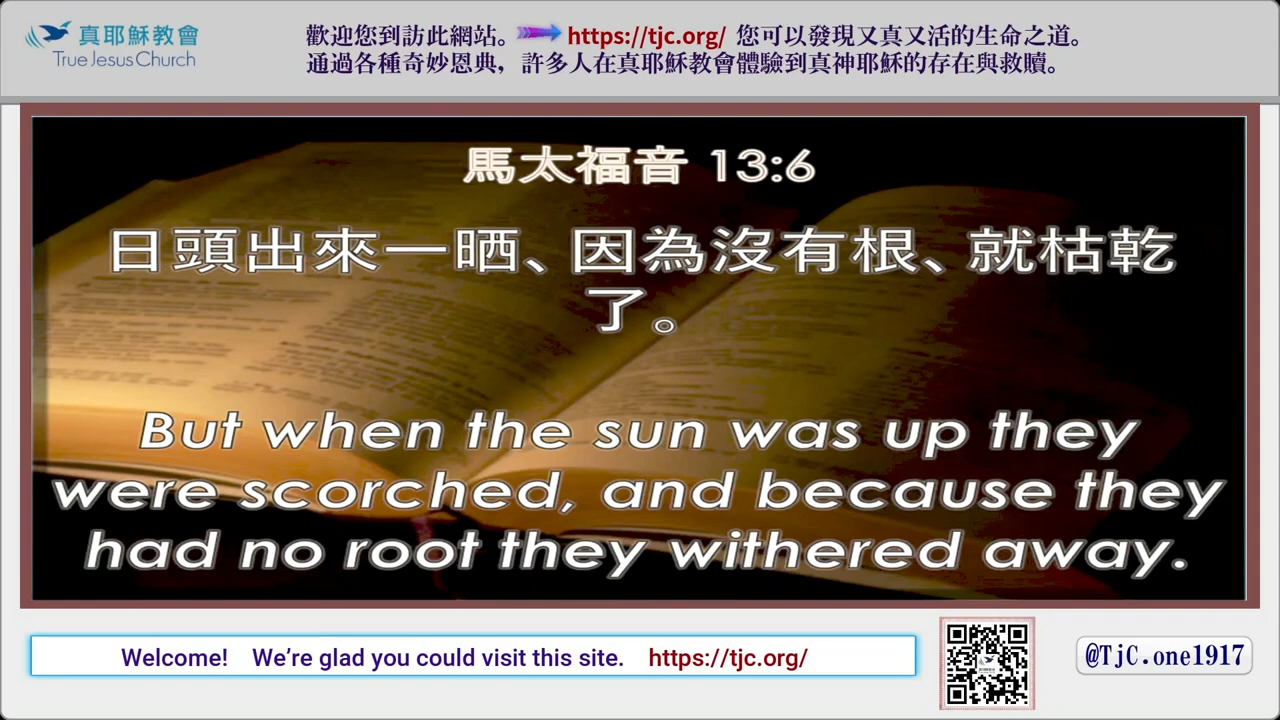 真耶穌教會
True Jesus Church
歡迎您到訪此網站。 https://tjc.org/ 您可以發現又真又活的生命之道。
通過各種奇妙恩典，許多人在真耶穌教會體驗到真神耶穌的存在與救贖。
馬太福音 13:6
日頭出來一晒、因為沒有根、就枯乾
了。
But when the sun was up they
were scorched, and because they
had no root they withered away.
Welcome! We’re glad you could visit this site. https://tjc.org/
@TjC.one1917